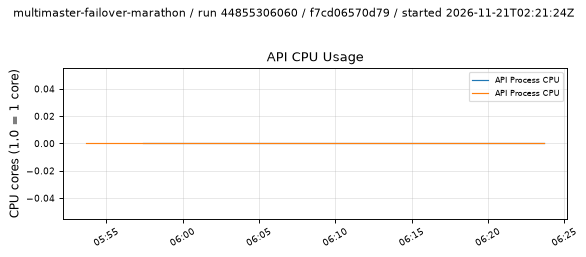 multimaster-failover-marathon / run 44855306060 / f7cd06570d79 / started 2026-11-21T02:21:24Z
API CPU Usage
CPU cores (1.0 = 1 core)
0.04
0.02
0.00
−0.02
−0.04
API Process CPU
API Process CPU
05:55
06:00
06:05
06:10
06:15
06:20
06:25